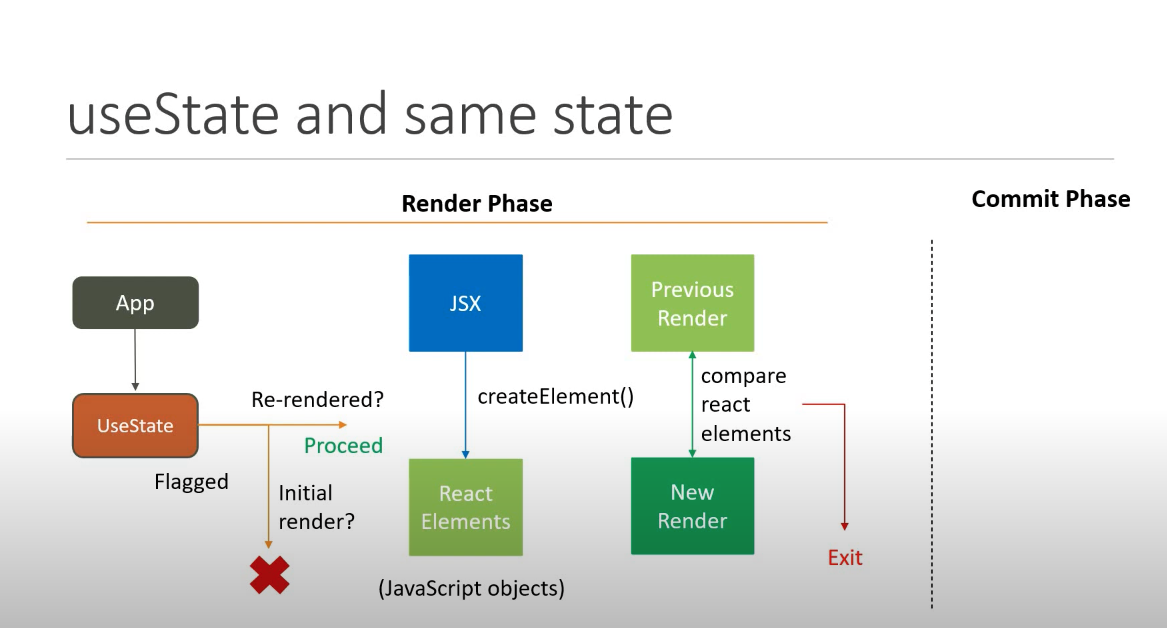 useState and same state
Render Phase
Commit Phase
App
UseState
Flagged
Re-rendered?
Proceed
Initial
render?
JSX
createElement()
React
Elements
(JavaScript objects)
Previous
Render
compare
react
elements
New
Render
Exit